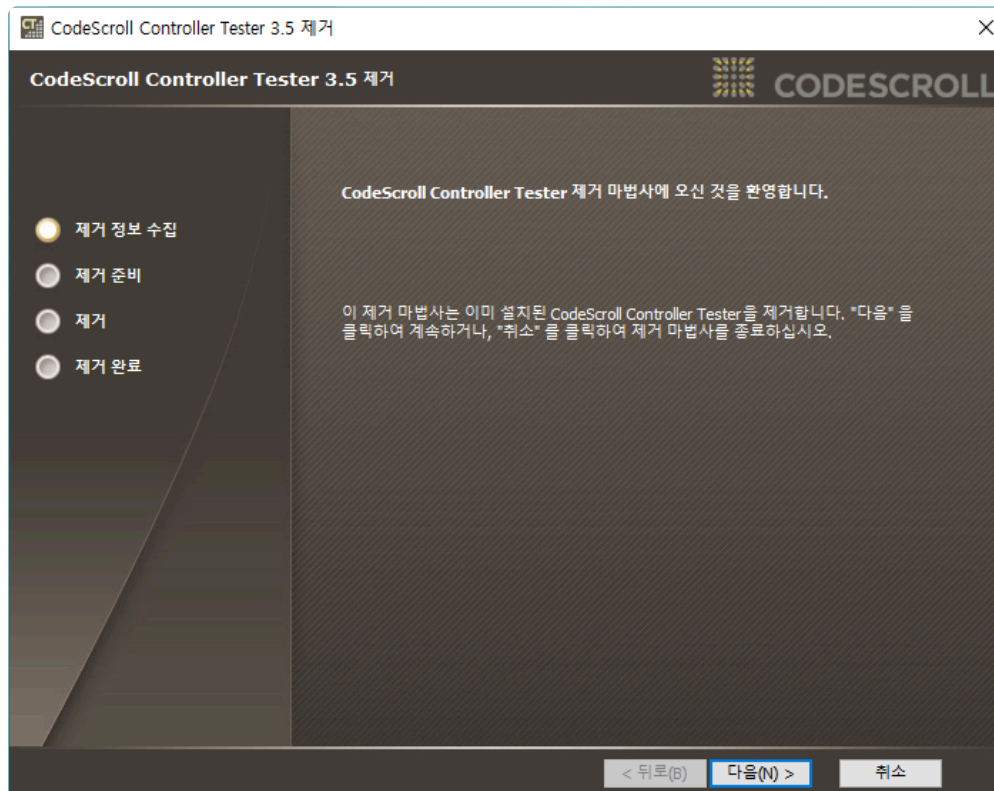 CodeScroll Controller Tester 3.5 제거
CodeScroll Controller Tester 3.5 제거
CODESCROLL
CodeScroll Controller Tester 제거 마법사에 오신 것을 환영합니다.
제거 정보 수집
제거 준비
제거
제거 완료
이 제거 마법사는 이미 설치된 CodeScroll Controller Tester을 제거합니다. "다음" 을
클릭하여 계속하거나, "취소" 를 클릭하여 제거 마법사를 종료하십시오.
< 뒤로(B)
다음(N) >
취소